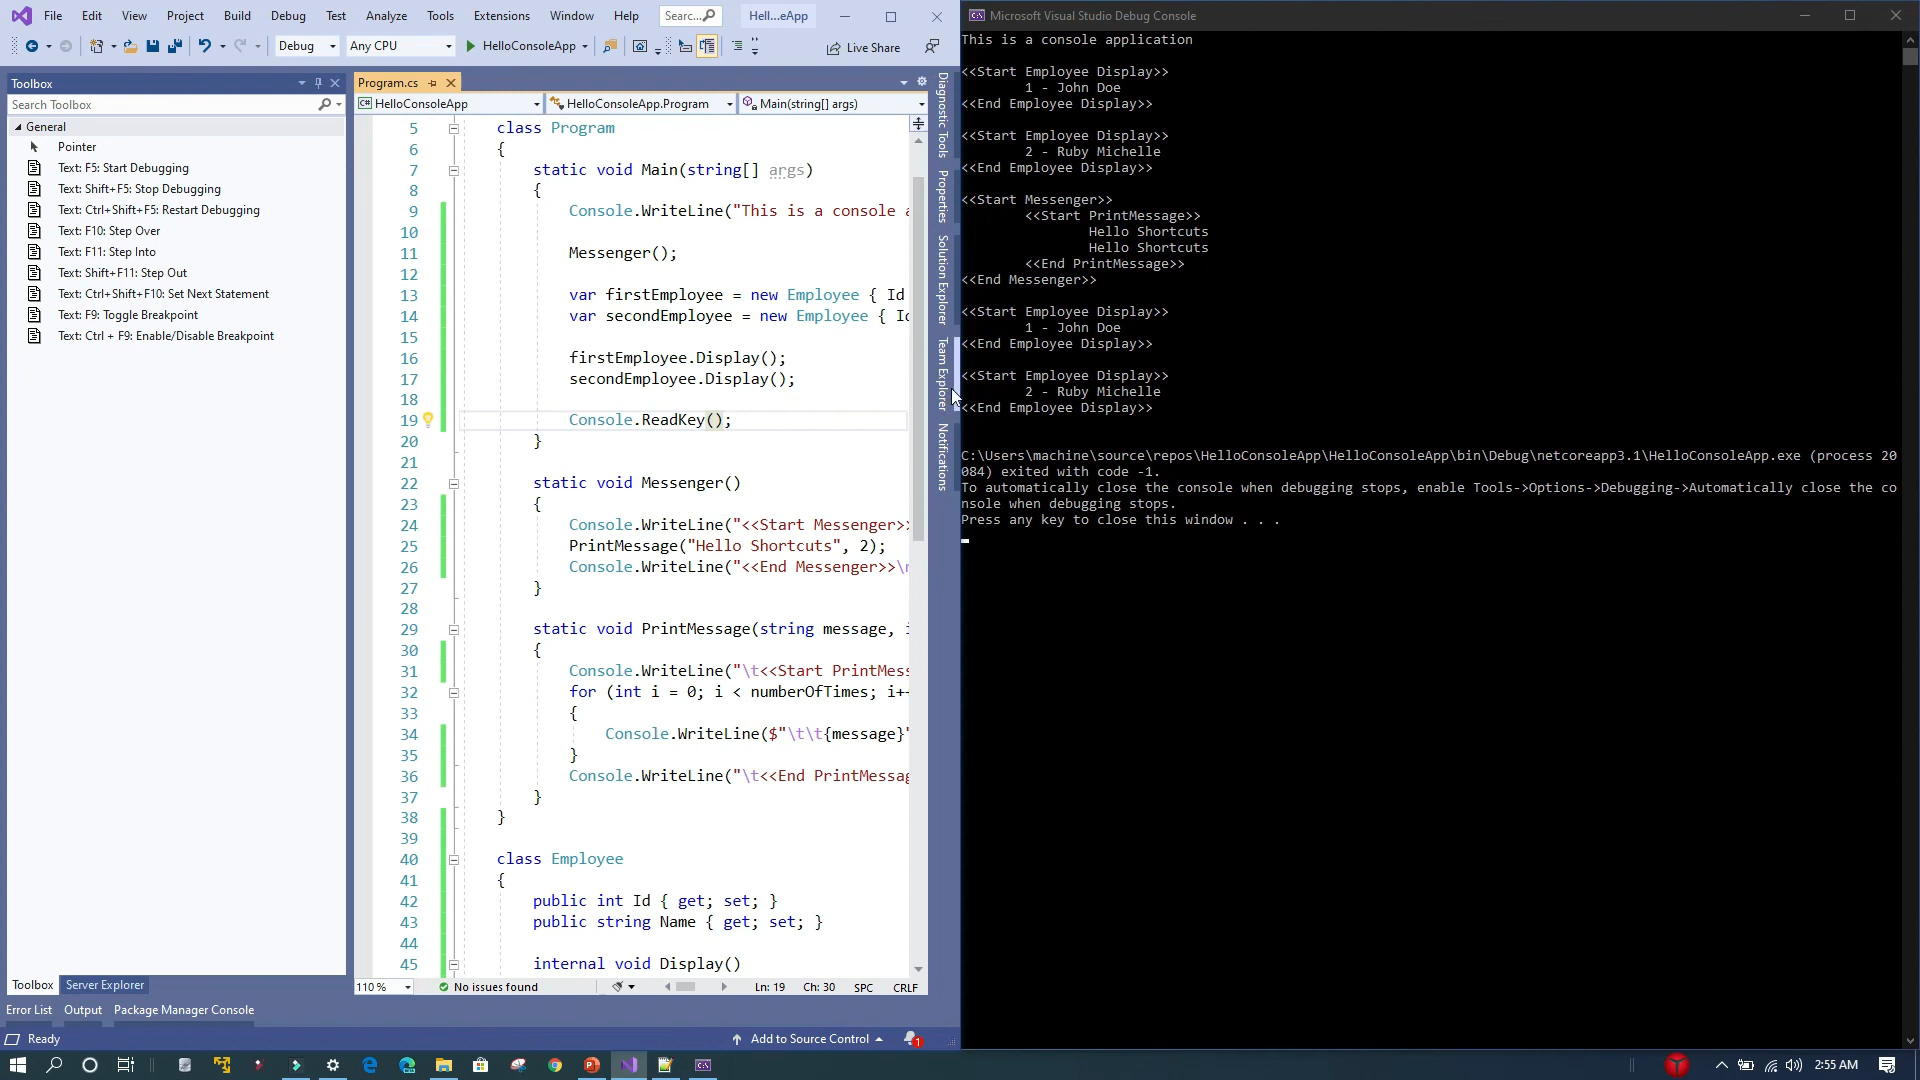 File Edit View Project Build Debug Test Analyze Tools Extensions Window Help Searc... Hell...eApp
Debug Any CPU HelloConsoleApp Live Share
Toolbox
Search Toolbox
General
Pointer
Text: F5: Start Debugging
Text: Shift+F5: Stop Debugging
Text: Ctrl+Shift+F5: Restart Debugging
Text: F10: Step Over
Text: F11: Step Into
Text: Shift+F11: Step Out
Text: Ctrl+Shift+F10: Set Next Statement
Text: F9: Toggle Breakpoint
Text: Ctrl + F9: Enable/Disable Breakpoint
Toolbox Server Explorer
Error List Output Package Manager Console
Program.cs
HelloConsoleApp HelloConsoleApp.Program Main(string[] args)
5 class Program
6 {
7 static void Main(string[] args)
8 {
9 Console.WriteLine("This is a console a
10
11 Messenger();
12
13 var firstEmployee = new Employee { Id
14 var secondEmployee = new Employee { Id
15
16 firstEmployee.Display();
17 secondEmployee.Display();
18
19 Console.ReadKey();
20 }
21
22 static void Messenger()
23 {
24 Console.WriteLine("<<Start Messenger>>
25 PrintMessage("Hello Shortcuts", 2);
26 Console.WriteLine("<<End Messenger>>\n
27 }
28
29 static void PrintMessage(string message, i
30 {
31 Console.WriteLine("\t<<Start PrintMess
32 for (int i = 0; i < numberOfTimes; i++
33 {
34 Console.WriteLine($"\t\t{message}"
35 }
36 Console.WriteLine("\t<<End PrintMessag
37 }
38 }
39
40 class Employee
41 {
42 public int Id { get; set; }
43 public string Name { get; set; }
44
45 internal void Display()
110 % No issues found Ln: 19 Ch: 30 SPC CRLF
Diagnostic Tools
Properties
Solution Explorer
Team Explorer
Notifications
Ready Add to Source Control 1
Microsoft Visual Studio Debug Console
This is a console application
<<Start Employee Display>>
1 - John Doe
<<End Employee Display>>
<<Start Employee Display>>
2 - Ruby Michelle
<<End Employee Display>>
<<Start Messenger>>
<<Start PrintMessage>>
Hello Shortcuts
Hello Shortcuts
<<End PrintMessage>>
<<End Messenger>>
<<Start Employee Display>>
1 - John Doe
<<End Employee Display>>
<<Start Employee Display>>
2 - Ruby Michelle
<<End Employee Display>>
C:\Users\machine\source\repos\HelloConsoleApp\HelloConsoleApp\bin\Debug\netcoreapp3.1\HelloConsoleApp.exe (process 20
084) exited with code -1.
To automatically close the console when debugging stops, enable Tools->Options->Debugging->Automatically close the co
nsole when debugging stops.
Press any key to close this window . . .
2:55 AM